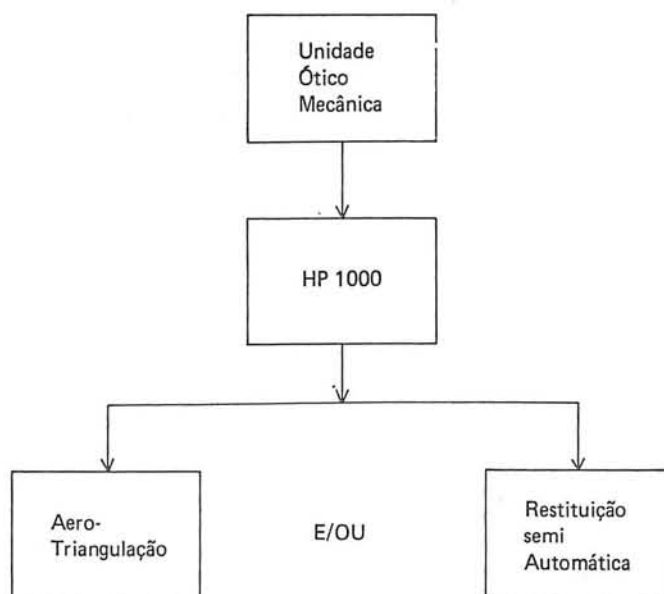 Unidade
Ótico
Mecânica
HP 1000
Aero-
Triangulação
E/OU
Restituição
semi
Automática